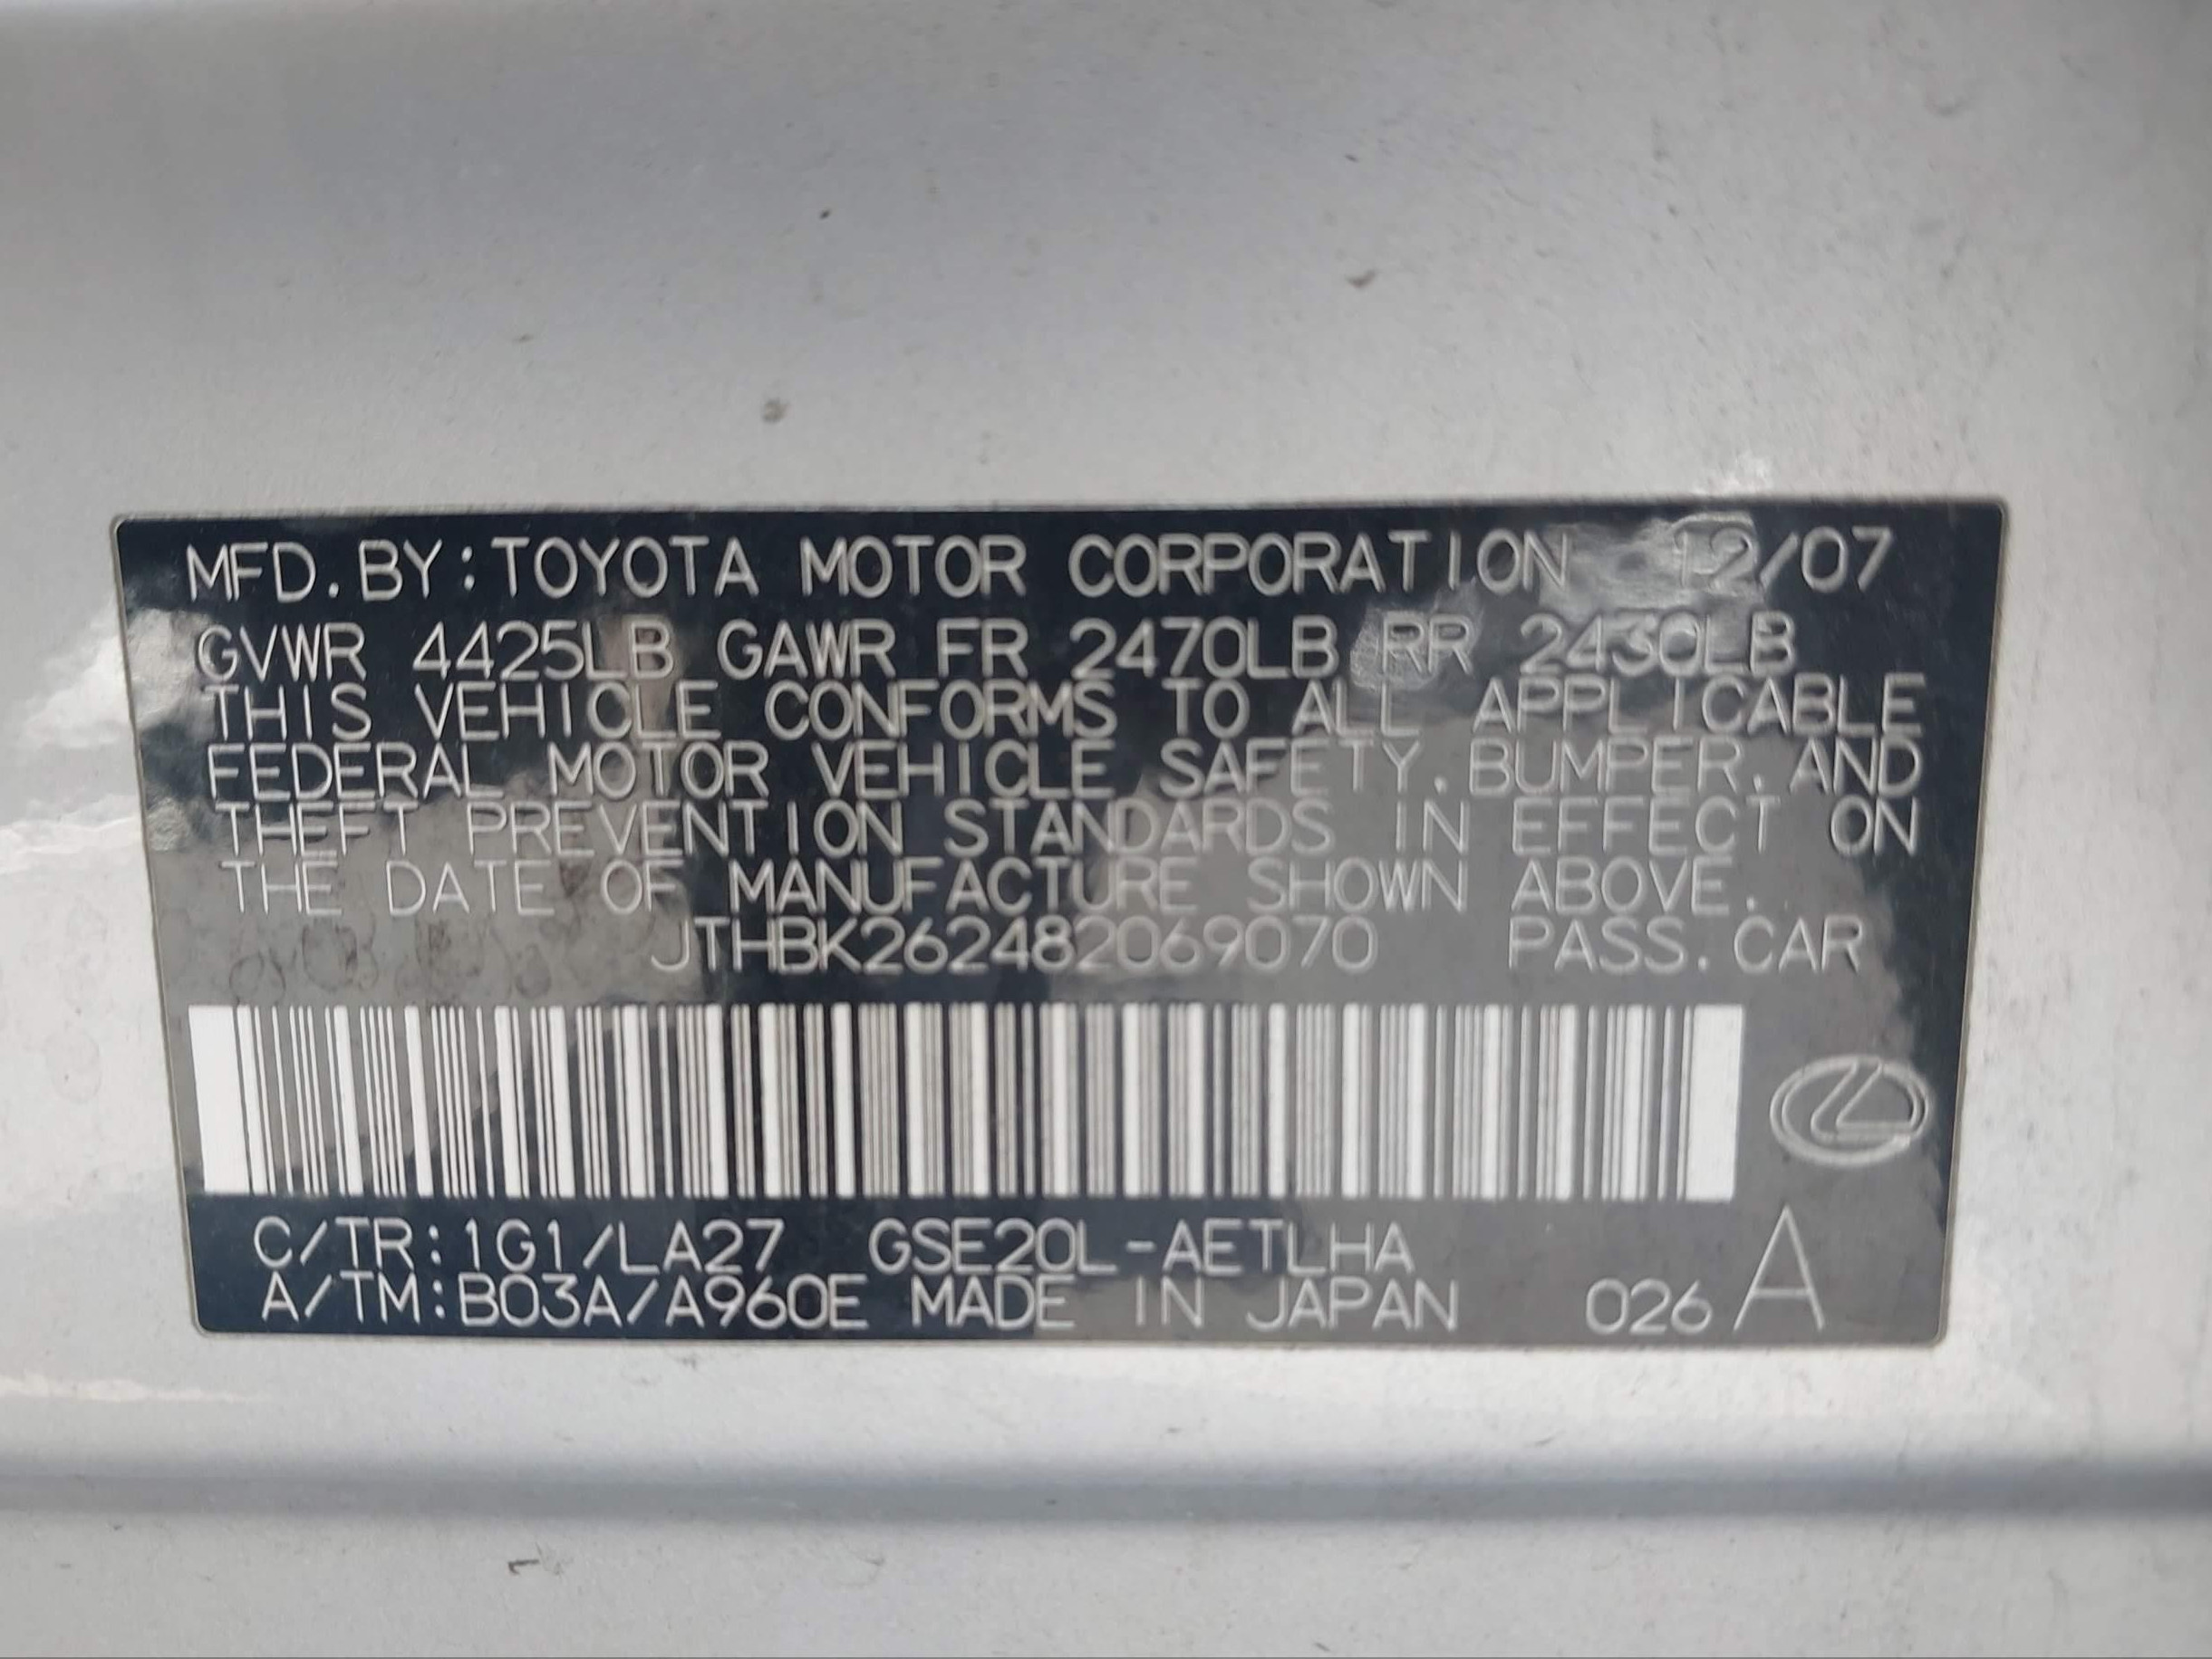 MFD.BY:TOYOTA MOTOR CORPORATION 12/07
GVWR 4425LB GAWR FR 2470LB RR 2430LB
THIS VEHICLE CONFORMS TO ALL APPLICABLE
FEDERAL MOTOR VEHICLE SAFETY, BUMPER, AND
THEFT PREVENTION STANDARDS IN EFFECT ON
THE DATE OF MANUFACTURE SHOWN ABOVE.
JTHBK262482069070 PASS.CAR
C/TR:1G1/LA27 GSE20L-AETLHA
A/TM:B03A/A960E MADE IN JAPAN 026 A